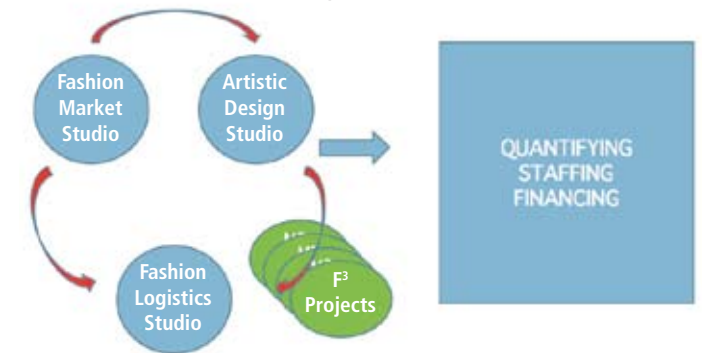 Fashion
Market
Studio
Artistic
Design
Studio
QUANTIFYING
STAFFING
FINANCING
Fashion
Logistics
Studio
F³
Projects